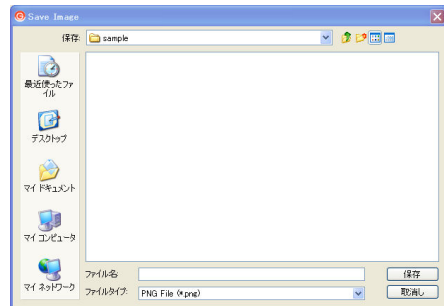 Save Image
保存:
sample
最近使ったファ
イル
デスクトップ
マイ ドキュメント
マイ コンピュータ
マイ ネットワーク
ファイル名:
保存
ファイルタイプ:
PNG File (*.png)
取消し